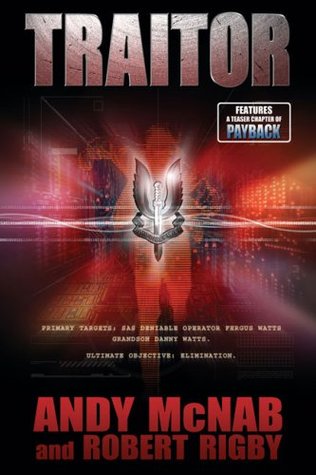 TRAITOR
FEATURES
A TEASER CHAPTER OF
PAYBACK
PRIMARY TARGETS: SAS DENIABLE OPERATOR FERGUS WATTS
GRANDSON DANNY WATTS.
ULTIMATE OBJECTIVE: ELIMINATION.
ANDY McNAB
and ROBERT RIGBY